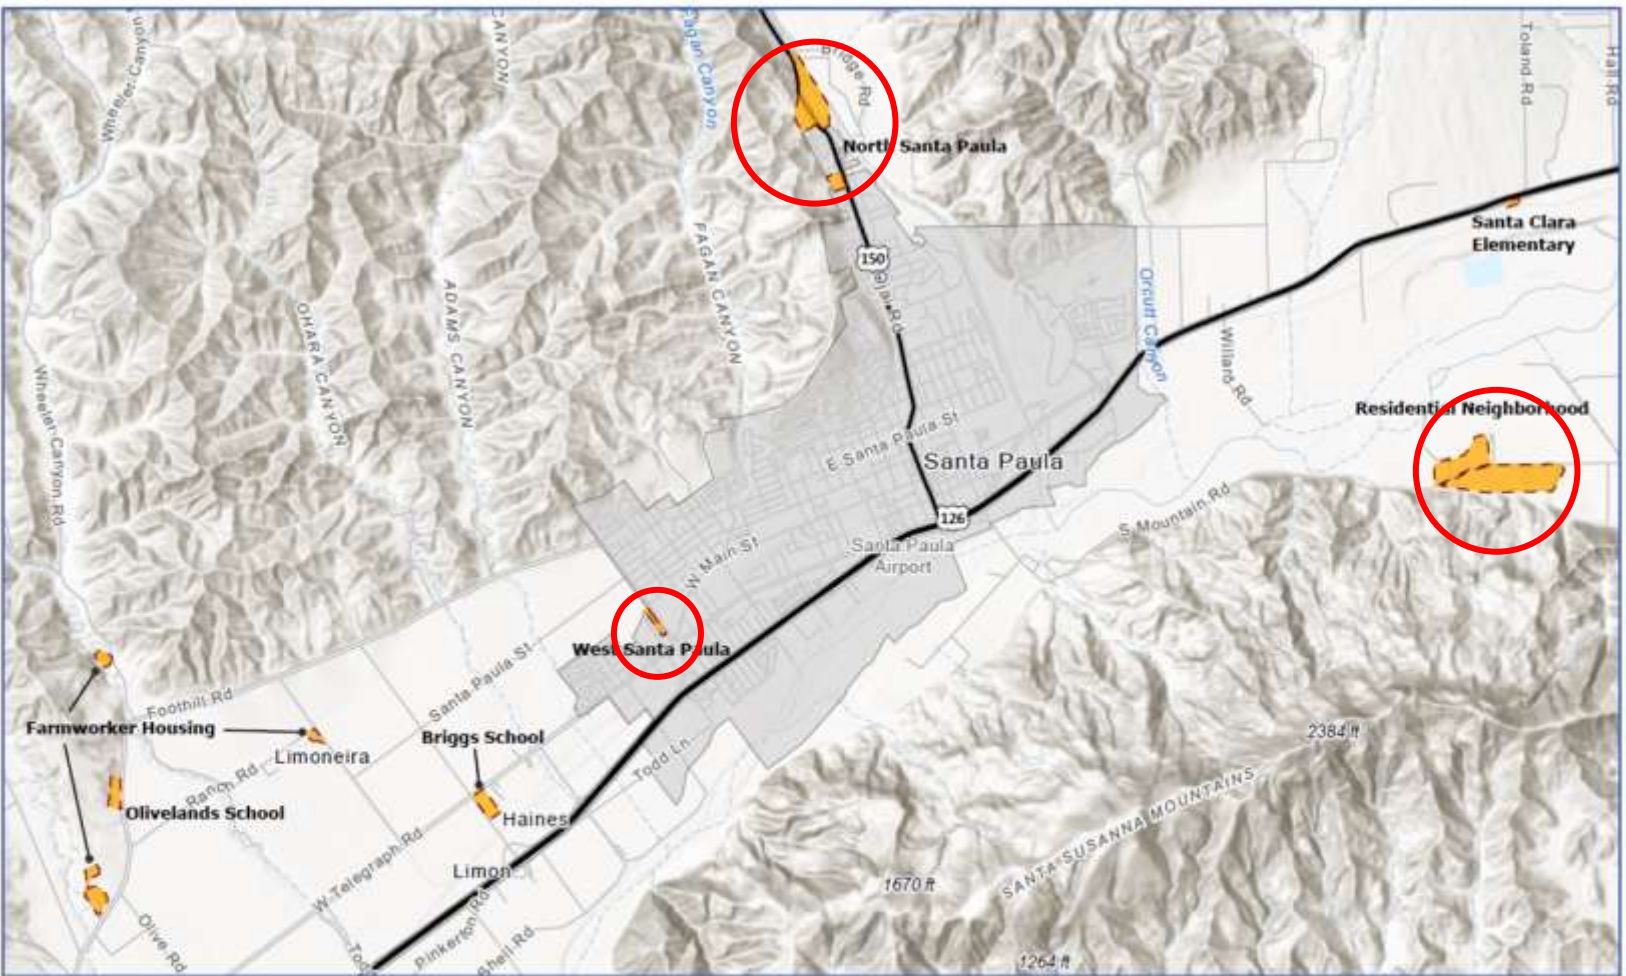 Wheeler Canyon
CANYON
Fagan Canyon
Bridge Rd
Toland Rd
Hall Rd
North Santa Paula
Santa Clara
Elementary
150
Ojai Rd
FAGAN CANYON
Orcutt Canyon
OHARA CANYON
ADAMS CANYON
Willard Rd
Wheeler Canyon Rd
Residential Neighborhood
E Santa Paula St
Santa Paula
126
S Mountain Rd
Santa Paula
Airport
W Main St
West Santa Paula
Santa Paula St
Foothill Rd
Farmworker Housing
Briggs School
Limoneira
2384 ft
Todd Ln
Ranch Rd
Olivelands School
Haines
SANTA SUSANNA MOUNTAINS
W Telegraph Rd
Limon
1670 ft
Pinkerton Rd
Olive Rd
Shell Rd
Todd
1264 ft